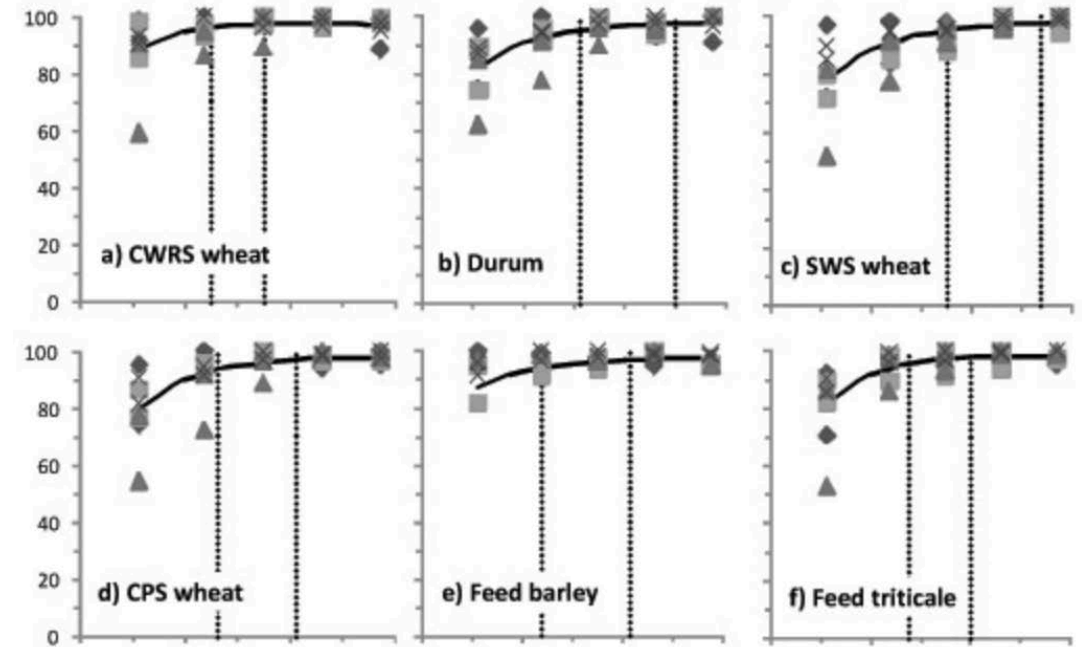 100
80
60
40
20
0
a) CWRS wheat
b) Durum
c) SWS wheat
100
80
60
40
20
0
d) CPS wheat
e) Feed barley
f) Feed triticale